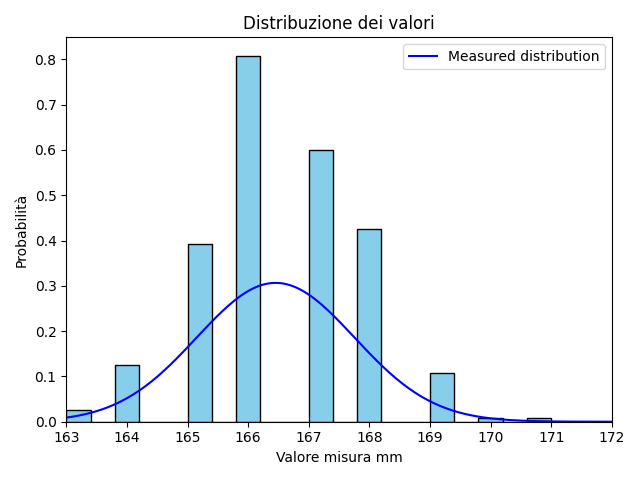 Distribuzione dei valori
Measured distribution
Probabilità
0.8
0.7
0.6
0.5
0.4
0.3
0.2
0.1
0.0
163 164 165 166 167 168 169 170 171 172
Valore misura mm